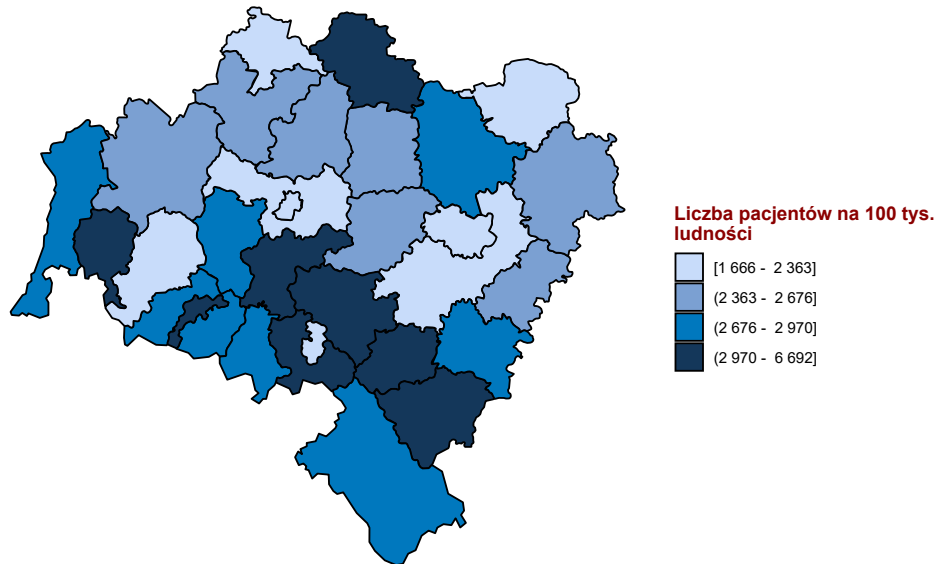 Liczba pacjentów na 100 tys.
ludności
[1 666 - 2 363]
(2 363 - 2 676]
(2 676 - 2 970]
(2 970 - 6 692]